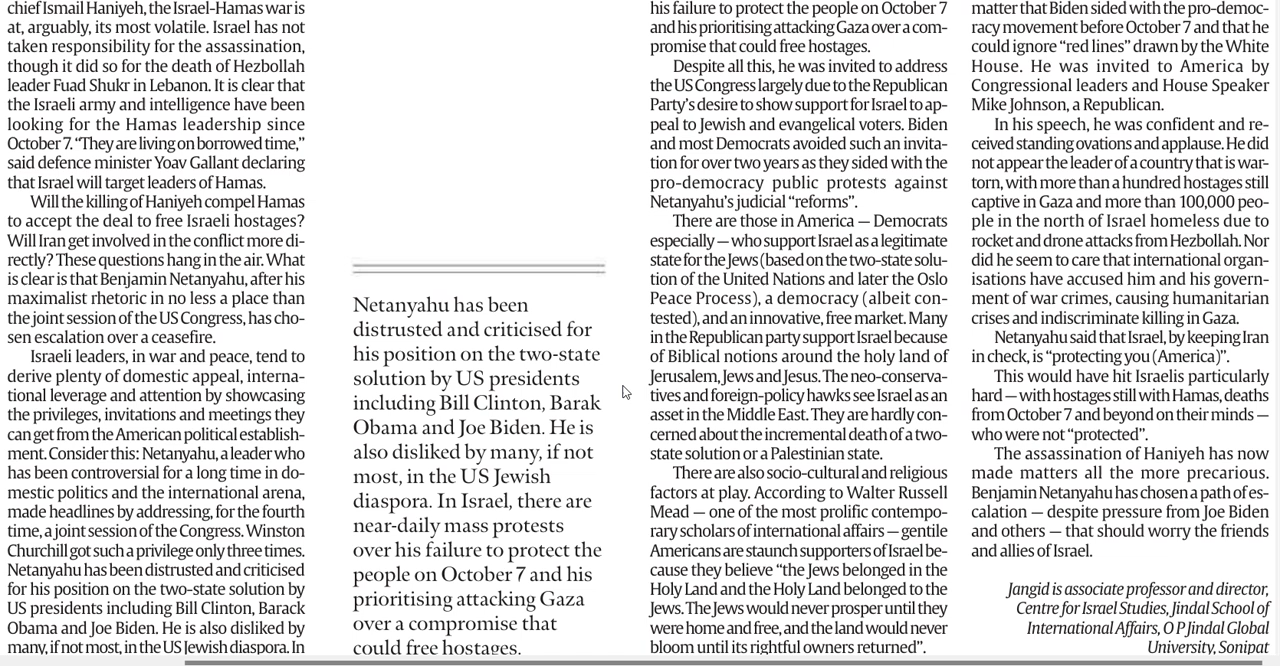 chief Ismail Haniyeh, the Israel-Hamas war is
at, arguably, its most volatile. Israel has not
taken responsibility for the assassination,
though it did so for the death of Hezbollah
leader Fuad Shukr in Lebanon. It is clear that
the Israeli army and intelligence have been
looking for the Hamas leadership since
October 7. “They are living on borrowed time,”
said defence minister Yoav Gallant declaring
that Israel will target leaders of Hamas.
Will the killing of Haniyeh compel Hamas
to accept the deal to free Israeli hostages?
Will Iran get involved in the conflict more di-
rectly? These questions hang in the air. What
is clear is that Benjamin Netanyahu, after his
maximalist rhetoric in no less a place than
the joint session of the US Congress, has cho-
sen escalation over a ceasefire.
Israeli leaders, in war and peace, tend to
derive plenty of domestic appeal, interna-
tional leverage and attention by showcasing
the privileges, invitations and meetings they
can get from the American political establish-
ment. Consider this: Netanyahu, a leader who
has been controversial for a long time in do-
mestic politics and the international arena,
made headlines by addressing, for the fourth
time, a joint session of the Congress. Winston
Churchill got such a privilege only three times.
Netanyahu has been distrusted and criticised
for his position on the two-state solution by
US presidents including Bill Clinton, Barack
Obama and Joe Biden. He is also disliked by
many, if not most, in the US Jewish diaspora. In
Netanyahu has been
distrusted and criticised for
his position on the two-state
solution by US presidents
including Bill Clinton, Barak
Obama and Joe Biden. He is
also disliked by many, if not
most, in the US Jewish
diaspora. In Israel, there are
near-daily mass protests
over his failure to protect the
people on October 7 and his
prioritising attacking Gaza
over a compromise that
could free hostages.
his failure to protect the people on October 7
and his prioritising attacking Gaza over a com-
promise that could free hostages.
Despite all this, he was invited to address
the US Congress largely due to the Republican
Party’s desire to show support for Israel to ap-
peal to Jewish and evangelical voters. Biden
and most Democrats avoided such an invita-
tion for over two years as they sided with the
pro-democracy public protests against
Netanyahu’s judicial “reforms”.
There are those in America — Democrats
especially — who support Israel as a legitimate
state for the Jews (based on the two-state solu-
tion of the United Nations and later the Oslo
Peace Process), a democracy (albeit con-
tested), and an innovative, free market. Many
in the Republican party support Israel because
of Biblical notions around the holy land of
Jerusalem, Jews and Jesus. The neo-conserva-
tives and foreign-policy hawks see Israel as an
asset in the Middle East. They are hardly con-
cerned about the incremental death of a two-
state solution or a Palestinian state.
There are also socio-cultural and religious
factors at play. According to Walter Russell
Mead — one of the most prolific contempo-
rary scholars of international affairs — gentile
Americans are staunch supporters of Israel be-
cause they believe “the Jews belonged in the
Holy Land and the Holy Land belonged to the
Jews. The Jews would never prosper until they
were home and free, and the land would never
bloom until its rightful owners returned”.
matter that Biden sided with the pro-democ-
racy movement before October 7 and that he
could ignore “red lines” drawn by the White
House. He was invited to America by
Congressional leaders and House Speaker
Mike Johnson, a Republican.
In his speech, he was confident and re-
ceived standing ovations and applause. He did
not appear the leader of a country that is war-
torn, with more than a hundred hostages still
captive in Gaza and more than 100,000 peo-
ple in the north of Israel homeless due to
rocket and drone attacks from Hezbollah. Nor
did he seem to care that international organ-
isations have accused him and his govern-
ment of war crimes, causing humanitarian
crises and indiscriminate killing in Gaza.
Netanyahu said that Israel, by keeping Iran
in check, is “protecting you (America)”.
This would have hit Israelis particularly
hard — with hostages still with Hamas, deaths
from October 7 and beyond on their minds —
who were not “protected”.
The assassination of Haniyeh has now
made matters all the more precarious.
Benjamin Netanyahu has chosen a path of es-
calation — despite pressure from Joe Biden
and others — that should worry the friends
and allies of Israel.
Jangid is associate professor and director,
Centre for Israel Studies, Jindal School of
International Affairs, O P Jindal Global
University, Sonipat